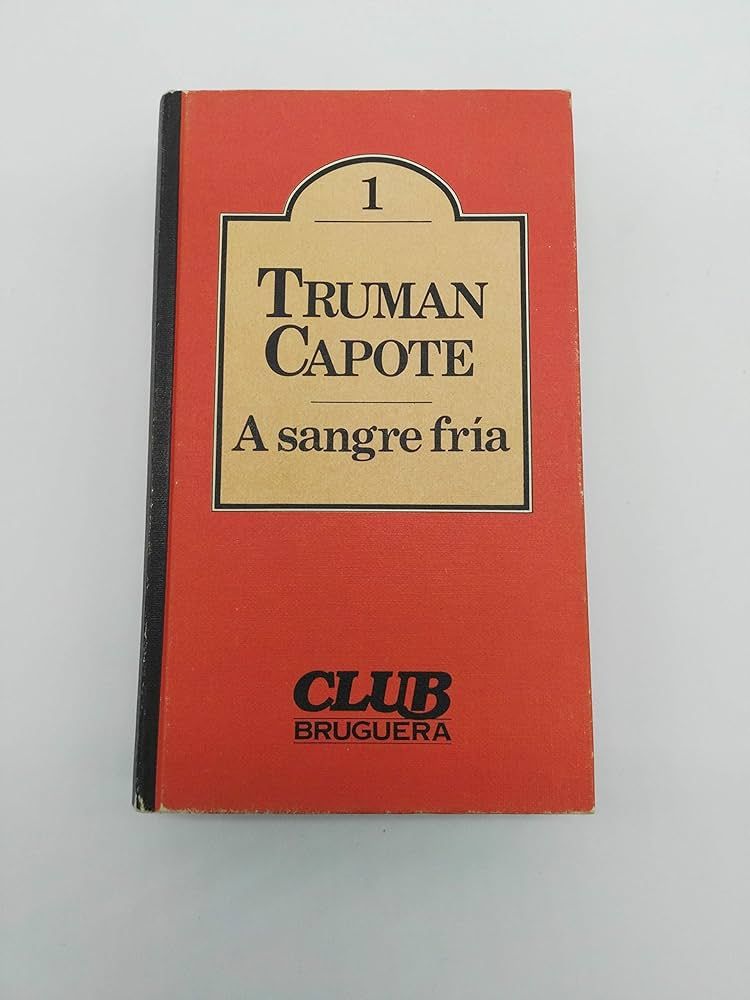 1
TRUMAN
CAPOTE
A sangre fría
CLUB
BRUGUERA